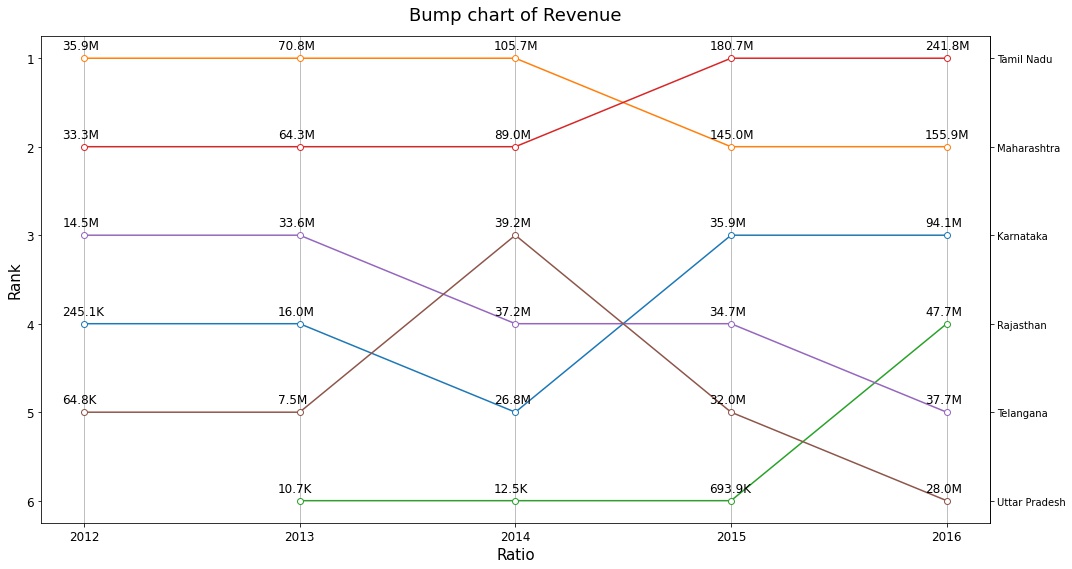 Bump chart of Revenue
35.9M 70.8M 105.7M 180.7M 241.8M
1 Tamil Nadu
33.3M 64.3M 89.0M 145.0M 155.9M
2 Maharashtra
14.5M 33.6M 39.2M 35.9M 94.1M
3 Karnataka
Rank
245.1K 16.0M 37.2M 34.7M 47.7M
4 Rajasthan
64.8K 7.5M 26.8M 32.0M 37.7M
5 Telangana
10.7K 12.5K 693.9K 28.0M
6 Uttar Pradesh
2012 2013 2014 2015 2016
Ratio